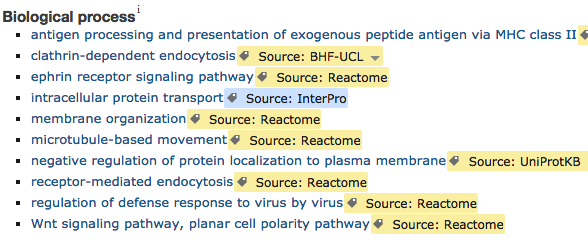 Biological process i
antigen processing and presentation of exogenous peptide antigen via MHC class II
clathrin-dependent endocytosis Source: BHF-UCL
ephrin receptor signaling pathway Source: Reactome
intracellular protein transport Source: InterPro
membrane organization Source: Reactome
microtubule-based movement Source: Reactome
negative regulation of protein localization to plasma membrane Source: UniProtKB
receptor-mediated endocytosis Source: Reactome
regulation of defense response to virus by virus Source: Reactome
Wnt signaling pathway, planar cell polarity pathway Source: Reactome